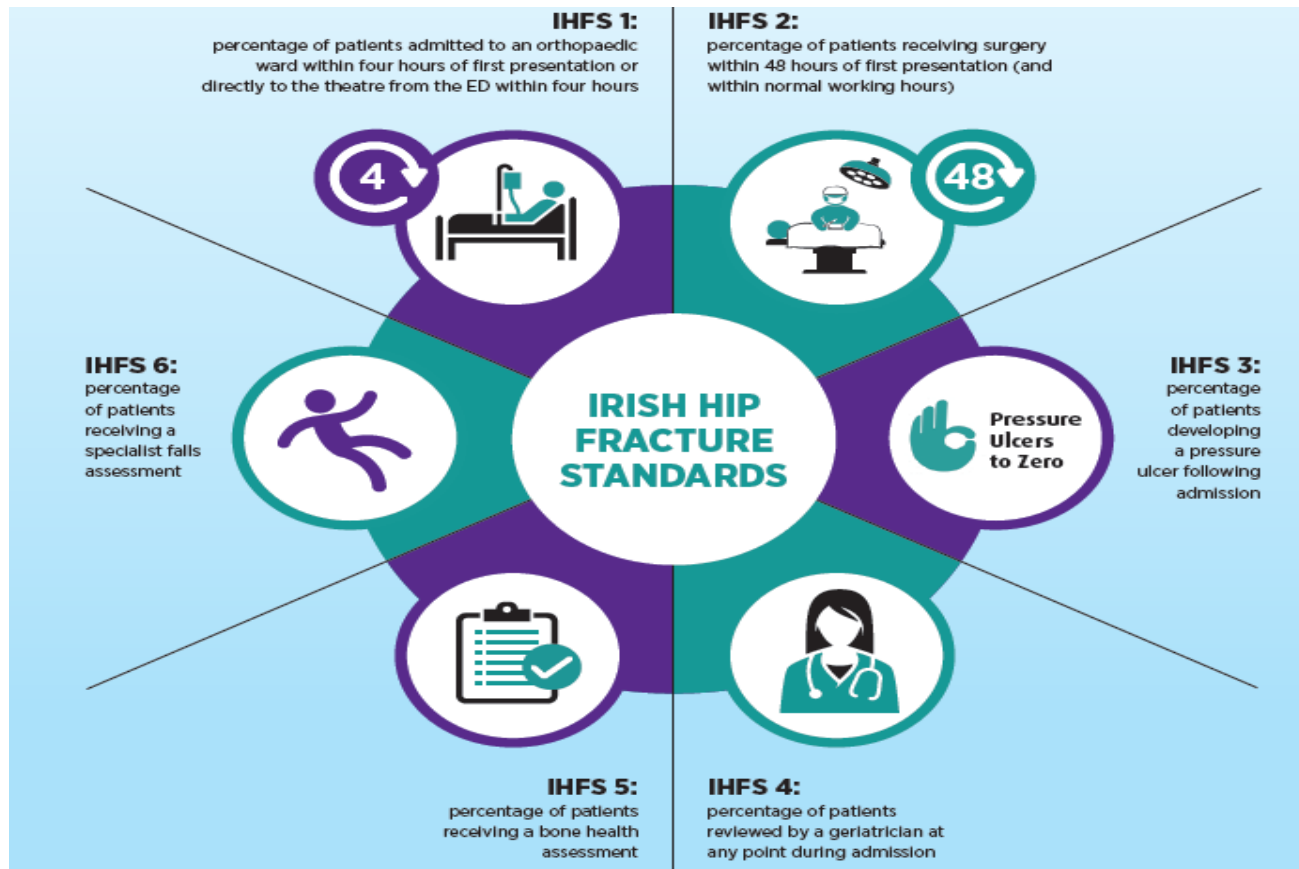 IHFS 1:
percentage of patients admitted to an orthopaedic
ward within four hours of first presentation or
directly to the theatre from the ED within four hours
IHFS 2:
percentage of patients receiving surgery
within 48 hours of first presentation (and
within normal working hours)
4
48
IHFS 6:
percentage
of patients
receiving a
specialist falls
assessment
IRISH HIP
FRACTURE
STANDARDS
Pressure
Ulcers
to Zero
IHFS 3:
percentage
of patients
developing
a pressure
ulcer following
admission
IHFS 5:
percentage of patients
receiving a bone health
assessment
IHFS 4:
percentage of patients
reviewed by a geriatrician at
any point during admission